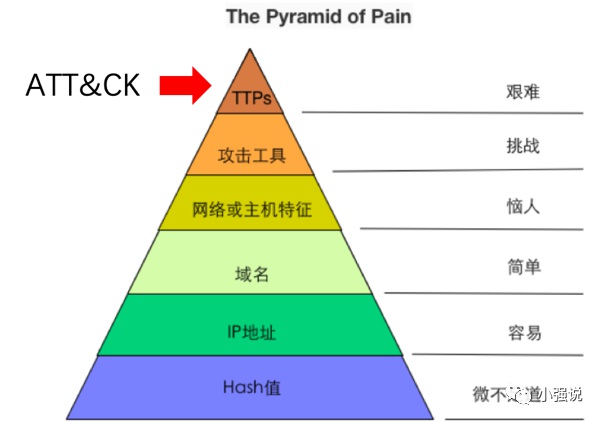 The Pyramid of Pain
ATT&CK
TTPs
艰难
攻击工具
挑战
网络或主机特征
恼人
域名
简单
IP地址
容易
Hash值
微不
道
小强说